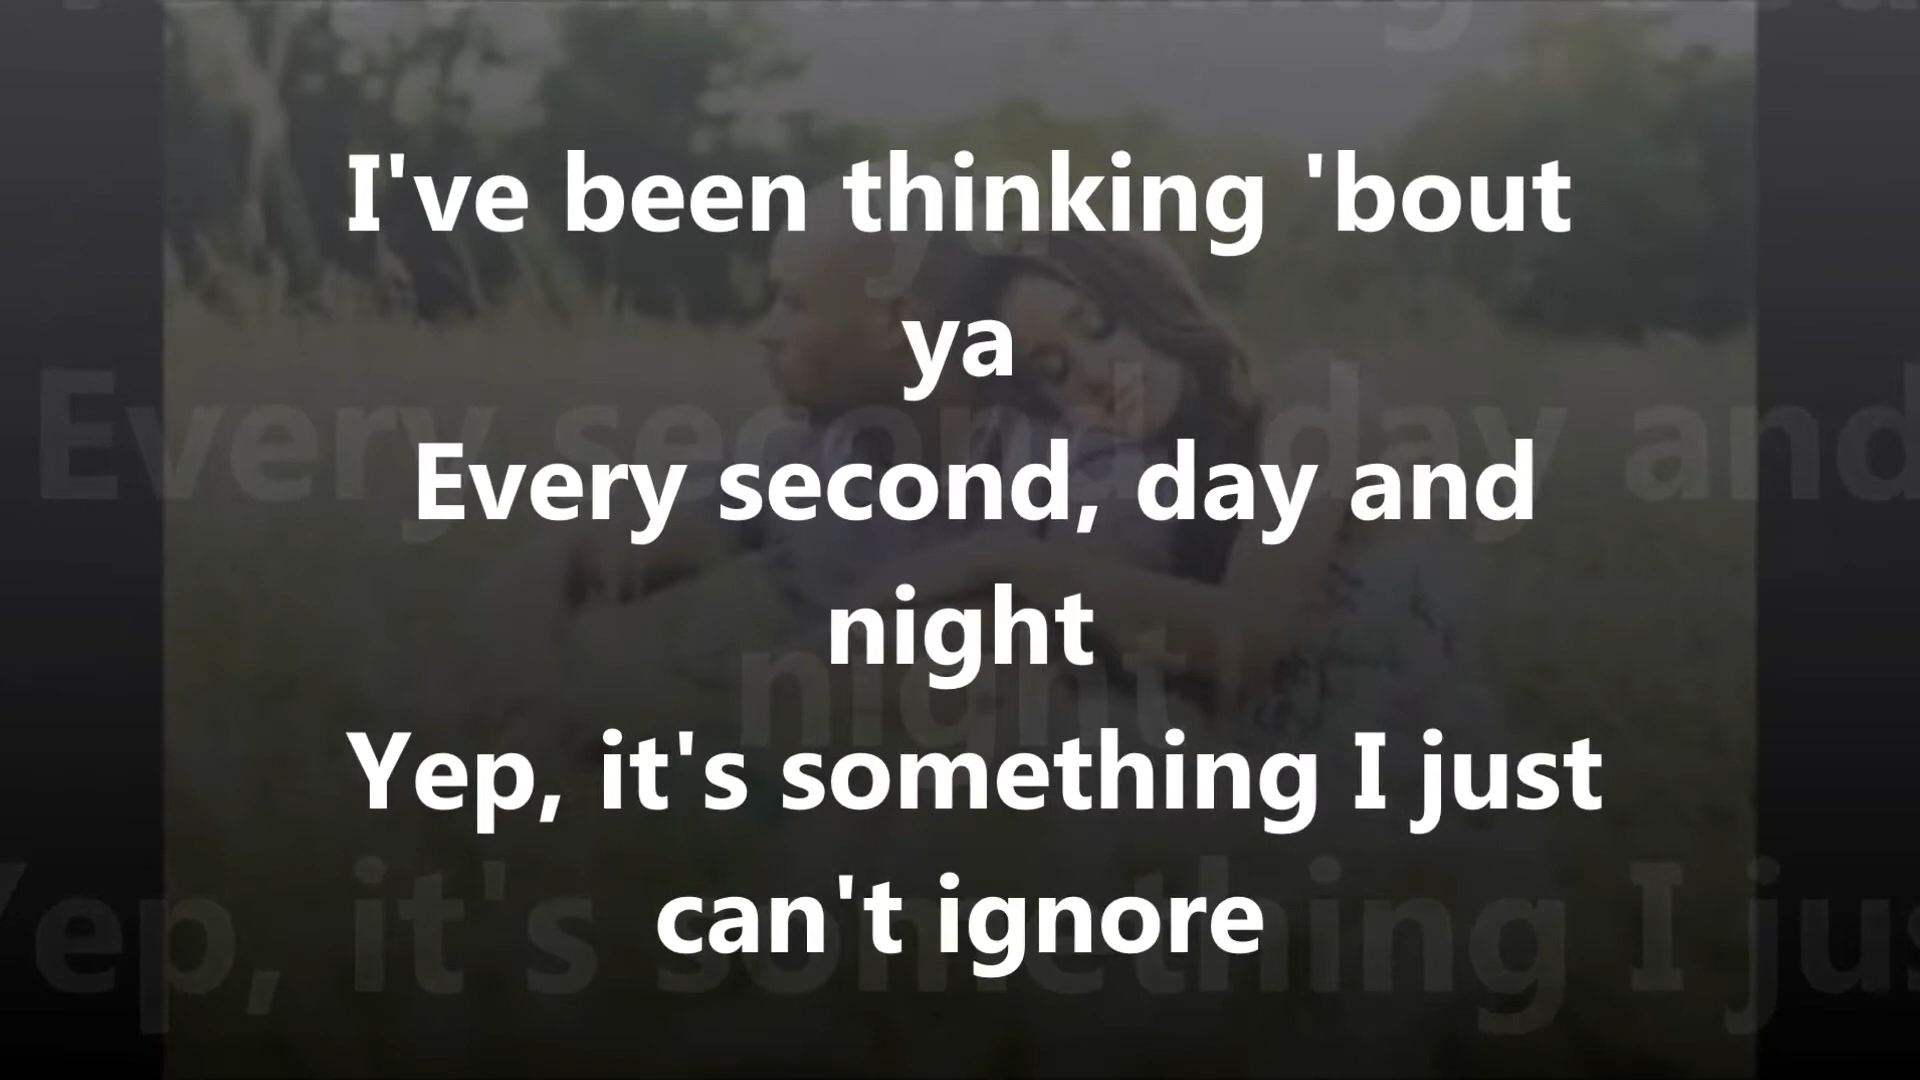 I've been thinking 'bout
ya
Every second, day and
night
Yep, it's something I just
can't ignore